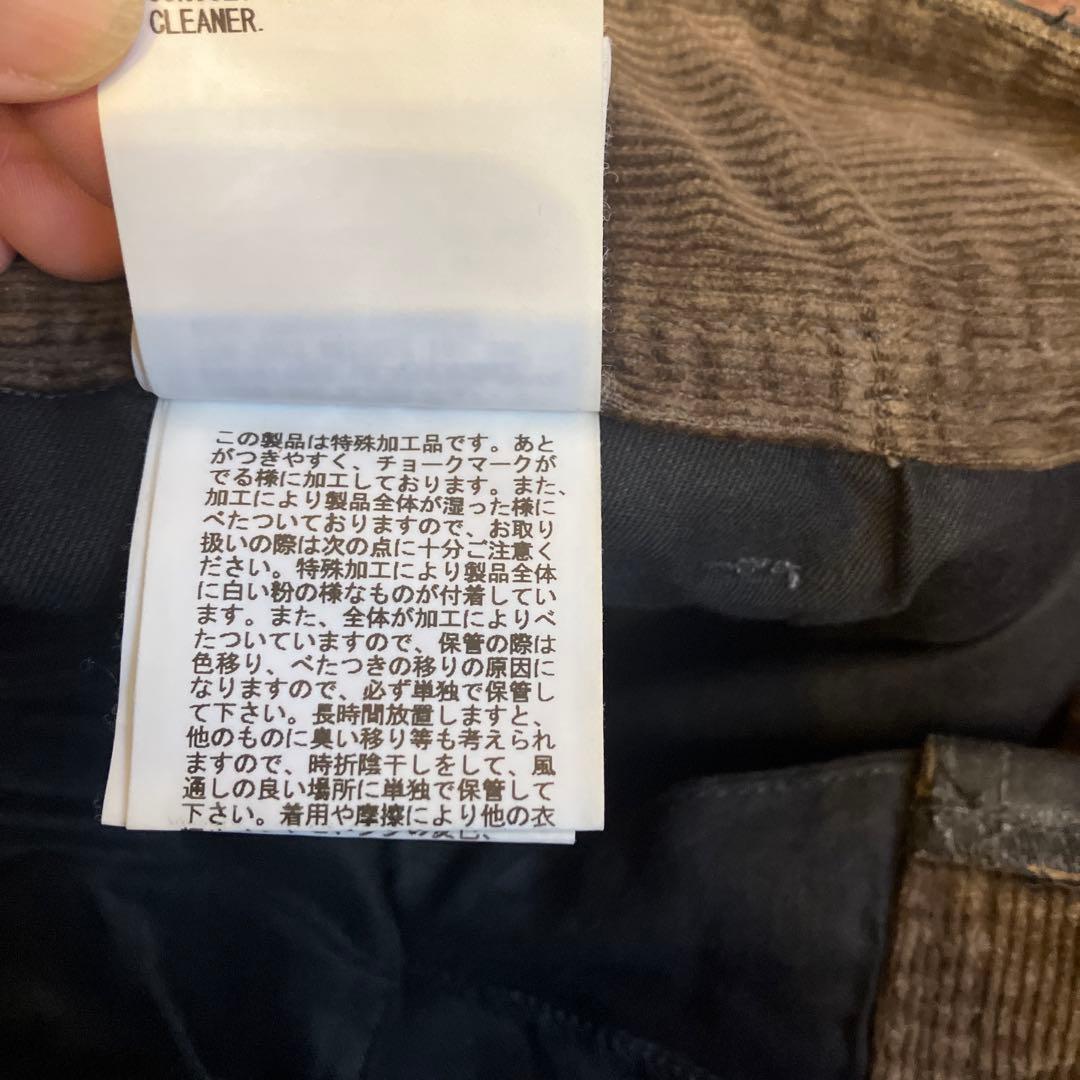 CLEANER.
この製品は特殊加工品です。あと
がつきやすく、チョークマークが
でる様に加工しております。また、
加工により製品全体が湿った様に
べたついておりますので、お取り
扱いの際は次の点に十分ご注意く
ださい。特殊加工により製品全体
に白い粉の様なものが付着してい
ます。また、全体が加工によりべ
たついていますので、保管の際は
色移り、べたつきの移りの原因に
なりますので、必ず単独で保管し
て下さい。長時間放置しますと、
他のものに臭い移り等も考えられ
ますので、時折陰干しをして、風
通しの良い場所に単独で保管して
下さい。着用や摩擦により他の衣